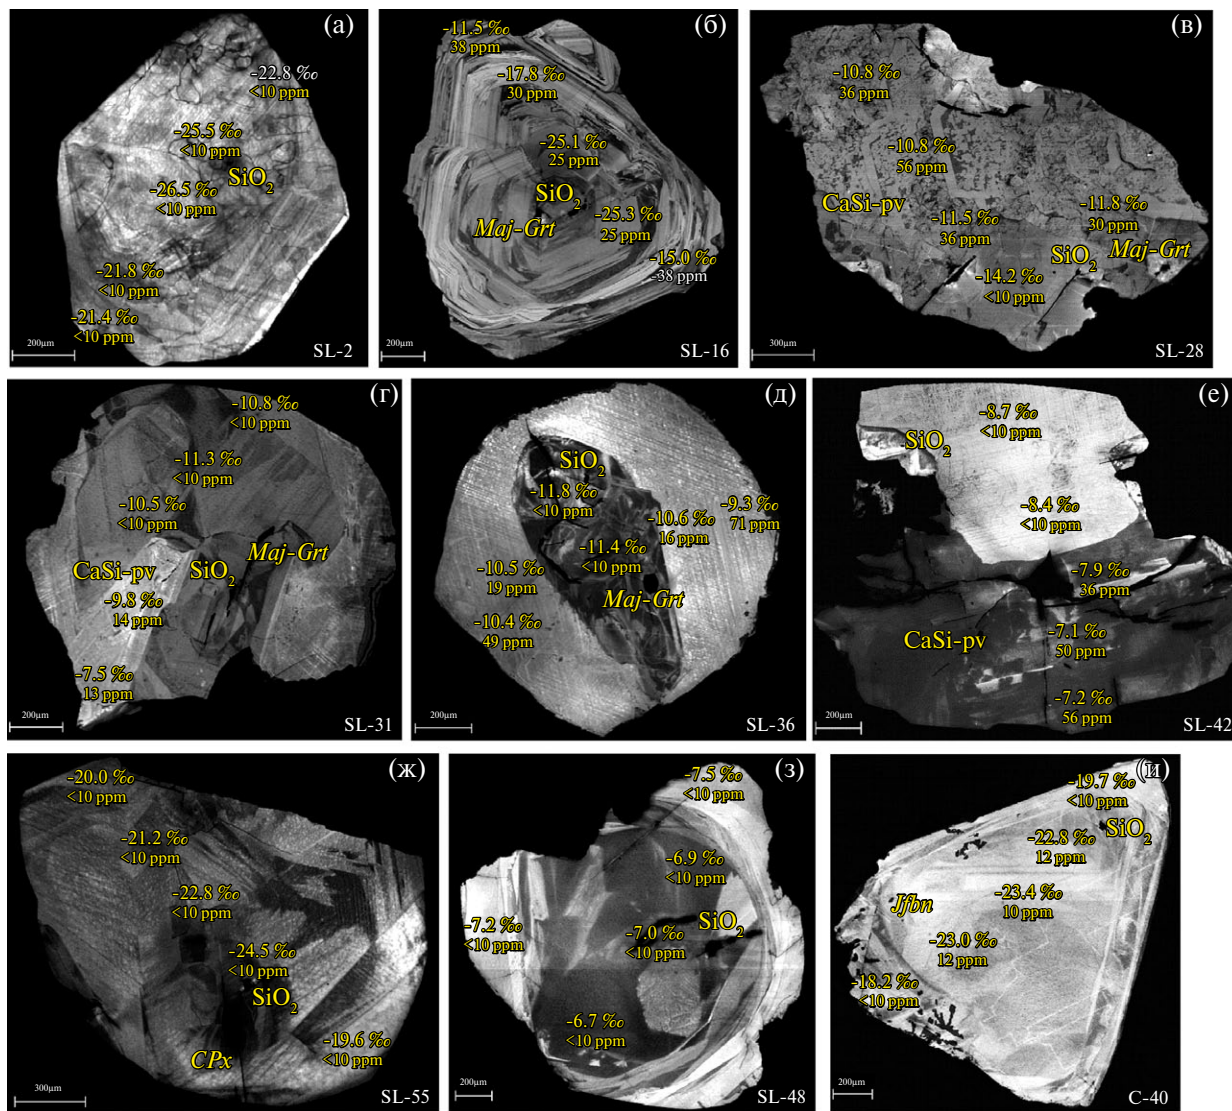 (а)
-22.8 ‰
<10 ppm
-25.5 ‰
<10 ppm
SiO2
-26.5 ‰
<10 ppm
-21.8 ‰
<10 ppm
-21.4 ‰
<10 ppm
200µm
SL-2
(б)
-11.5 ‰
38 ppm
-17.8 ‰
30 ppm
-25.1 ‰
25 ppm
SiO2
Maj-Grt
-25.3 ‰
25 ppm
-15.0 ‰
-38 ppm
200µm
SL-16
(в)
-10.8 ‰
36 ppm
-10.8 ‰
56 ppm
CaSi-pv
-11.8 ‰
30 ppm
-11.5 ‰
36 ppm
SiO2
Maj-Grt
-14.2 ‰
<10 ppm
300µm
SL-28
(г)
-10.8 ‰
<10 ppm
-11.3 ‰
<10 ppm
-10.5 ‰
<10 ppm
Maj-Grt
CaSi-pv
SiO2
-9.8 ‰
14 ppm
-7.5 ‰
13 ppm
200µm
SL-31
(д)
SiO2
-11.8 ‰
<10 ppm
-9.3 ‰
71 ppm
-10.6 ‰
16 ppm
-11.4 ‰
<10 ppm
-10.5 ‰
19 ppm
Maj-Grt
-10.4 ‰
49 ppm
200µm
SL-36
(е)
-8.7 ‰
<10 ppm
SiO2
-8.4 ‰
<10 ppm
-7.9 ‰
36 ppm
CaSi-pv
-7.1 ‰
50 ppm
-7.2 ‰
56 ppm
200µm
SL-42
(ж)
-20.0 ‰
<10 ppm
-21.2 ‰
<10 ppm
-22.8 ‰
<10 ppm
-24.5 ‰
<10 ppm
SiO2
-19.6 ‰
<10 ppm
CPx
300µm
SL-55
(з)
-7.5 ‰
<10 ppm
-6.9 ‰
<10 ppm
-7.2 ‰
<10 ppm
SiO2
-7.0 ‰
<10 ppm
-6.7 ‰
<10 ppm
200µm
SL-48
(и)
-19.7 ‰
<10 ppm
SiO2
-22.8 ‰
12 ppm
-23.4 ‰
10 ppm
Jfbn
-23.0 ‰
12 ppm
-18.2 ‰
<10 ppm
200µm
C-40